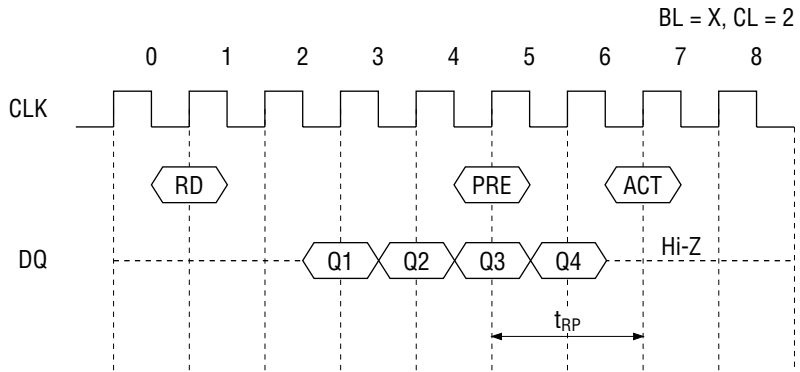 BL = X, CL = 2
0 1 2 3 4 5 6 7 8
CLK
RD PRE ACT
DQ Q1 Q2 Q3 Q4 Hi-Z
tRP